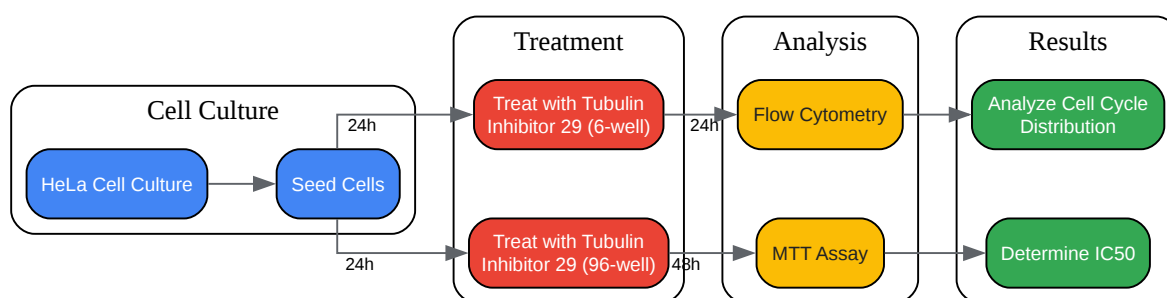 Treatment
Analysis
Results
Cell Culture
HeLa Cell Culture
Seed Cells
24h
24h
Treat with Tubulin
Inhibitor 29 (6-well)
24h
Flow Cytometry
Analyze Cell Cycle
Distribution
Treat with Tubulin
Inhibitor 29 (96-well)
48h
MTT Assay
Determine IC50